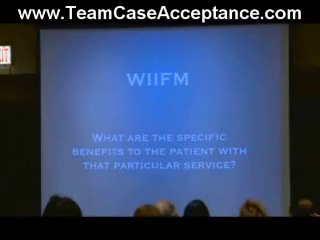 www.TeamCaseAcceptance.com
WIIFM
What are the specific
benefits to the patient with
that particular service?